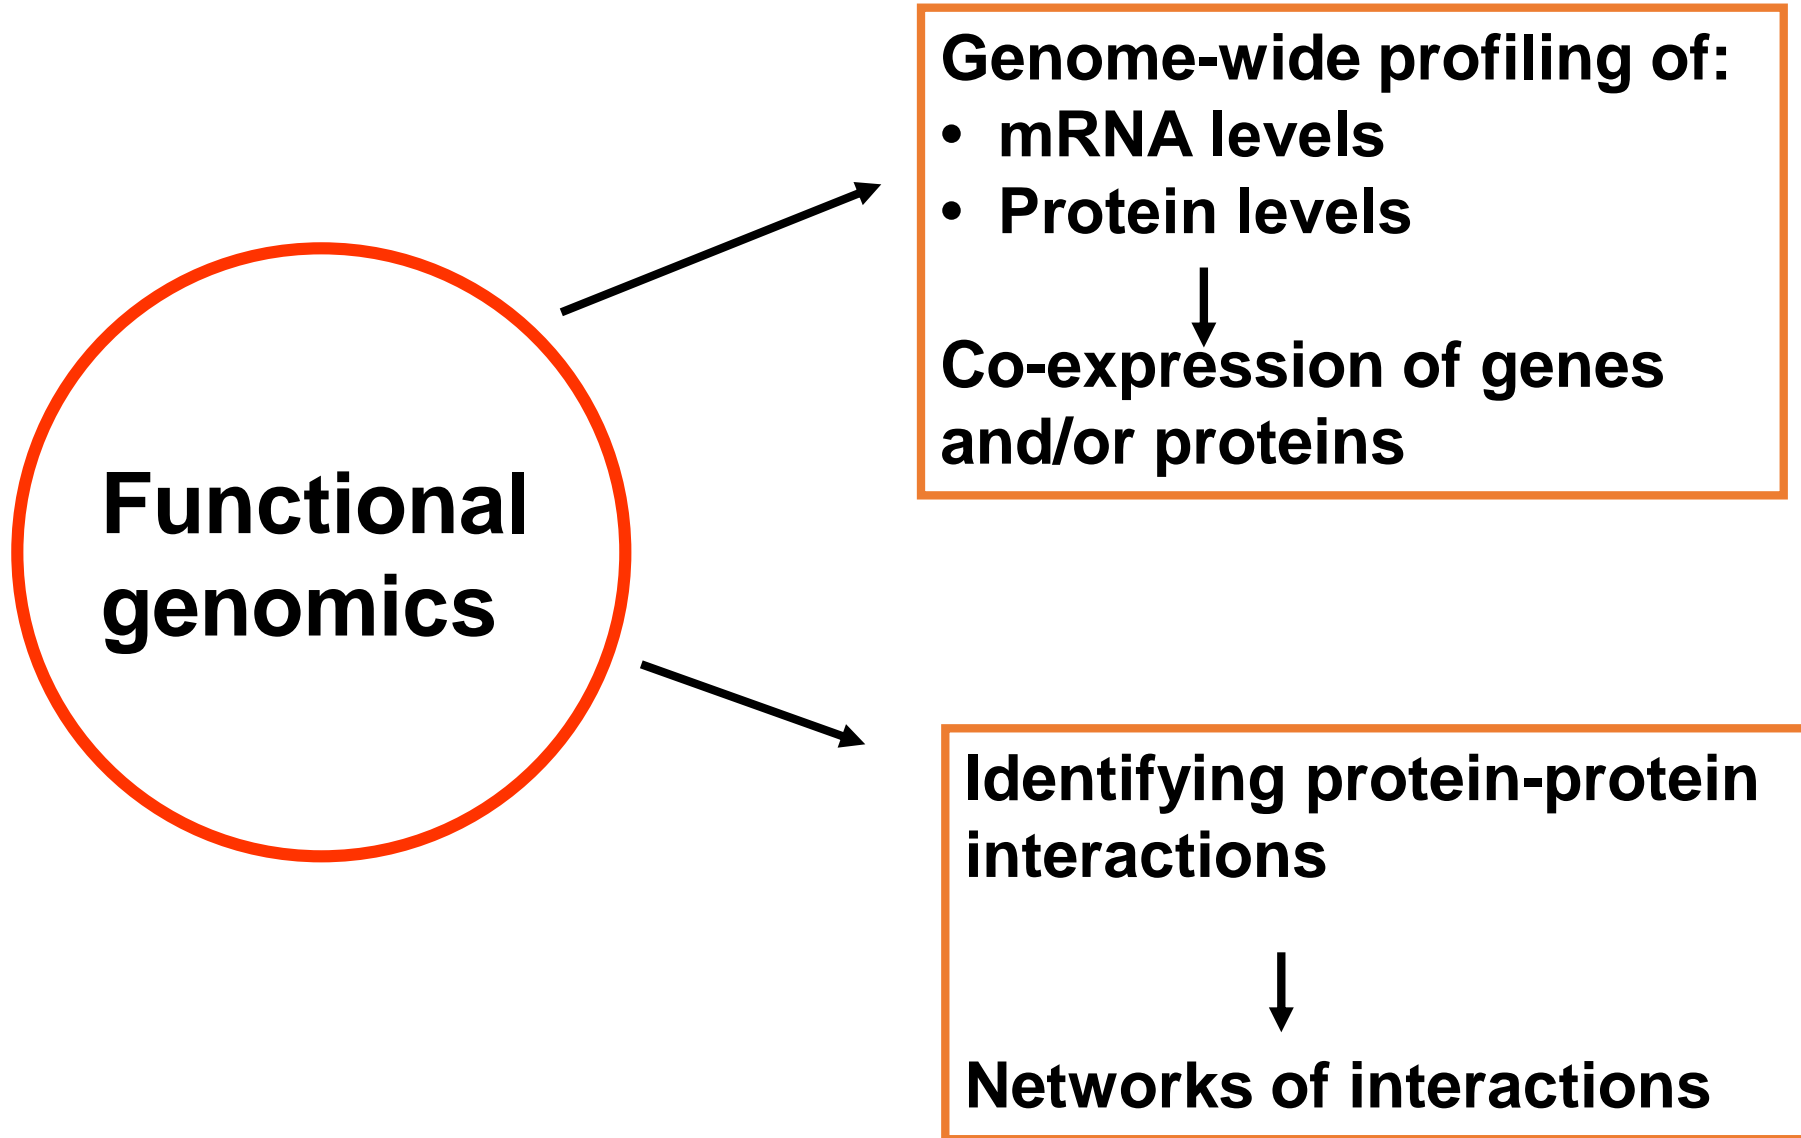 Functional
genomics
Genome-wide profiling of:
• mRNA levels
• Protein levels
Co-expression of genes
and/or proteins
Identifying protein-protein
interactions
Networks of interactions